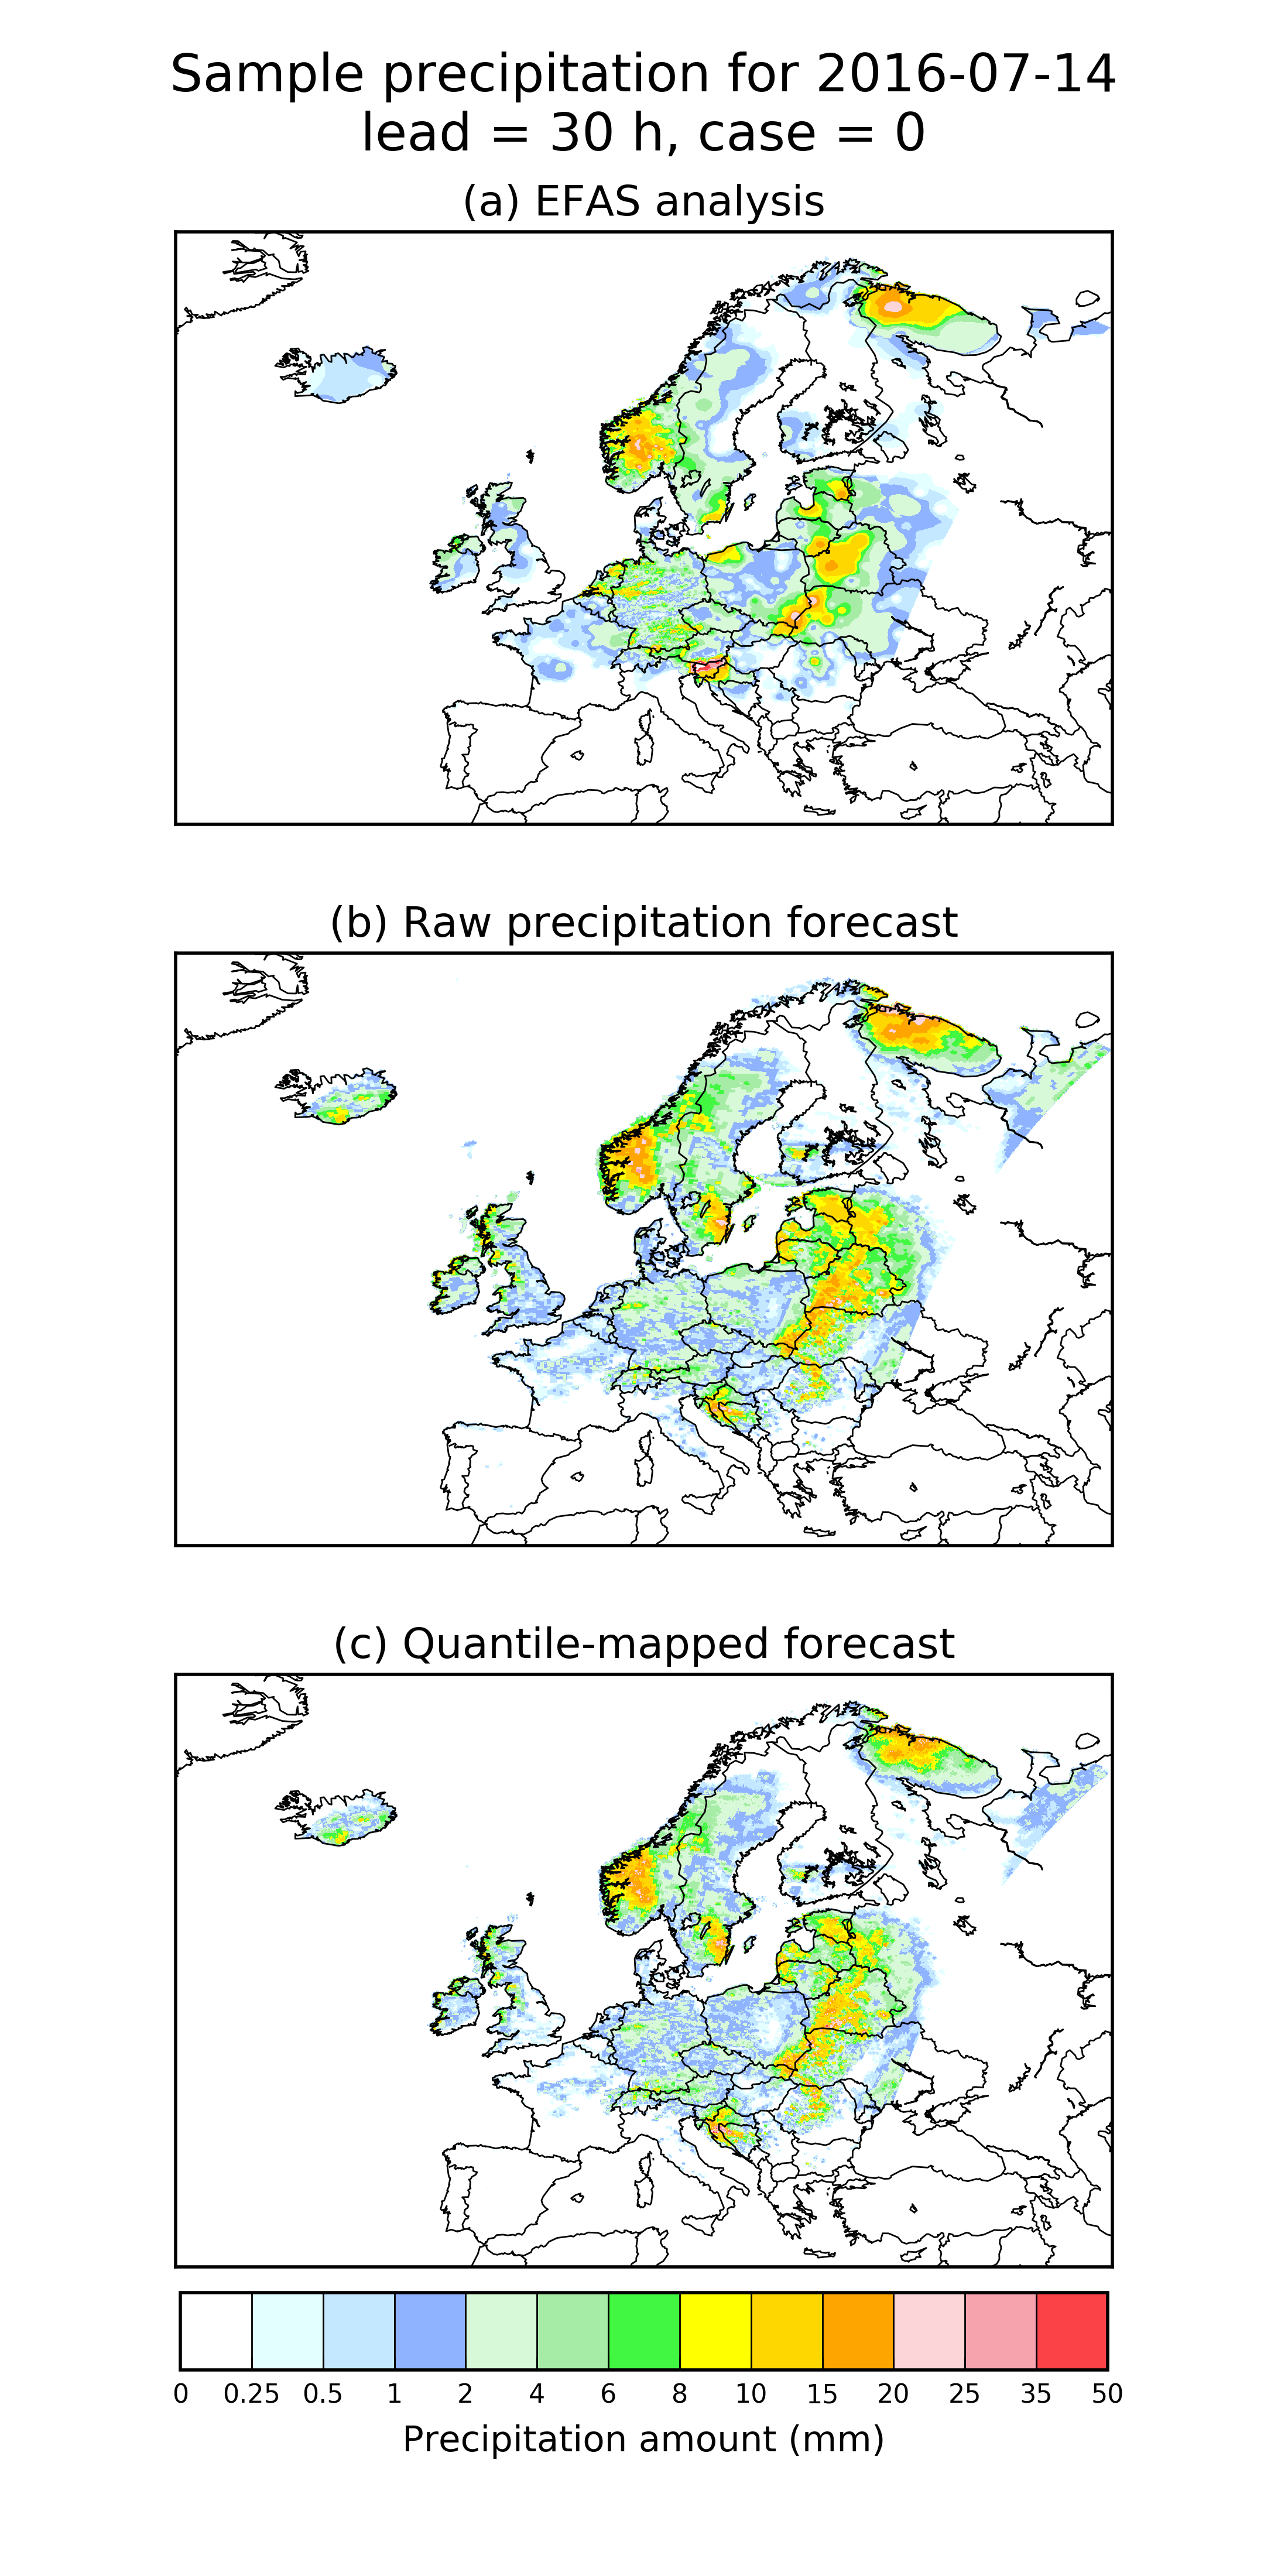 Sample precipitation for 2016-07-14
lead = 30 h, case = 0
(a) EFAS analysis
(b) Raw precipitation forecast
(c) Quantile-mapped forecast
0 0.25 0.5 1 2 4 6 8 10 15 20 25 35 50
Precipitation amount (mm)